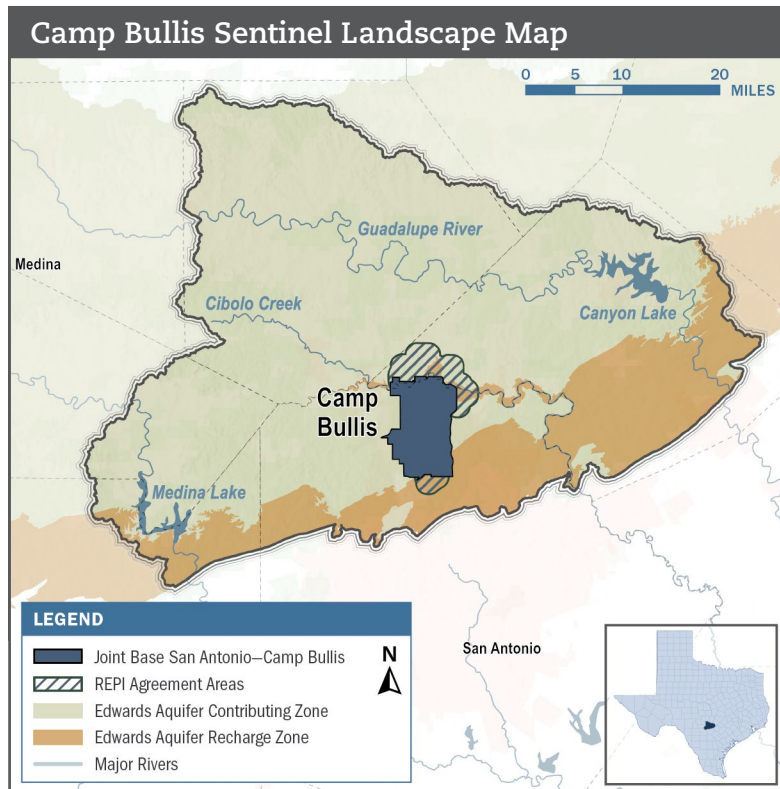 Camp Bullis Sentinel Landscape Map
0 5 10 20
MILES
Guadalupe River
Medina
Cibolo Creek
Canyon Lake
Camp
Bullis
Medina Lake
LEGEND
Joint Base San Antonio—Camp Bullis
REPI Agreement Areas
Edwards Aquifer Contributing Zone
Edwards Aquifer Recharge Zone
Major Rivers
N
San Antonio